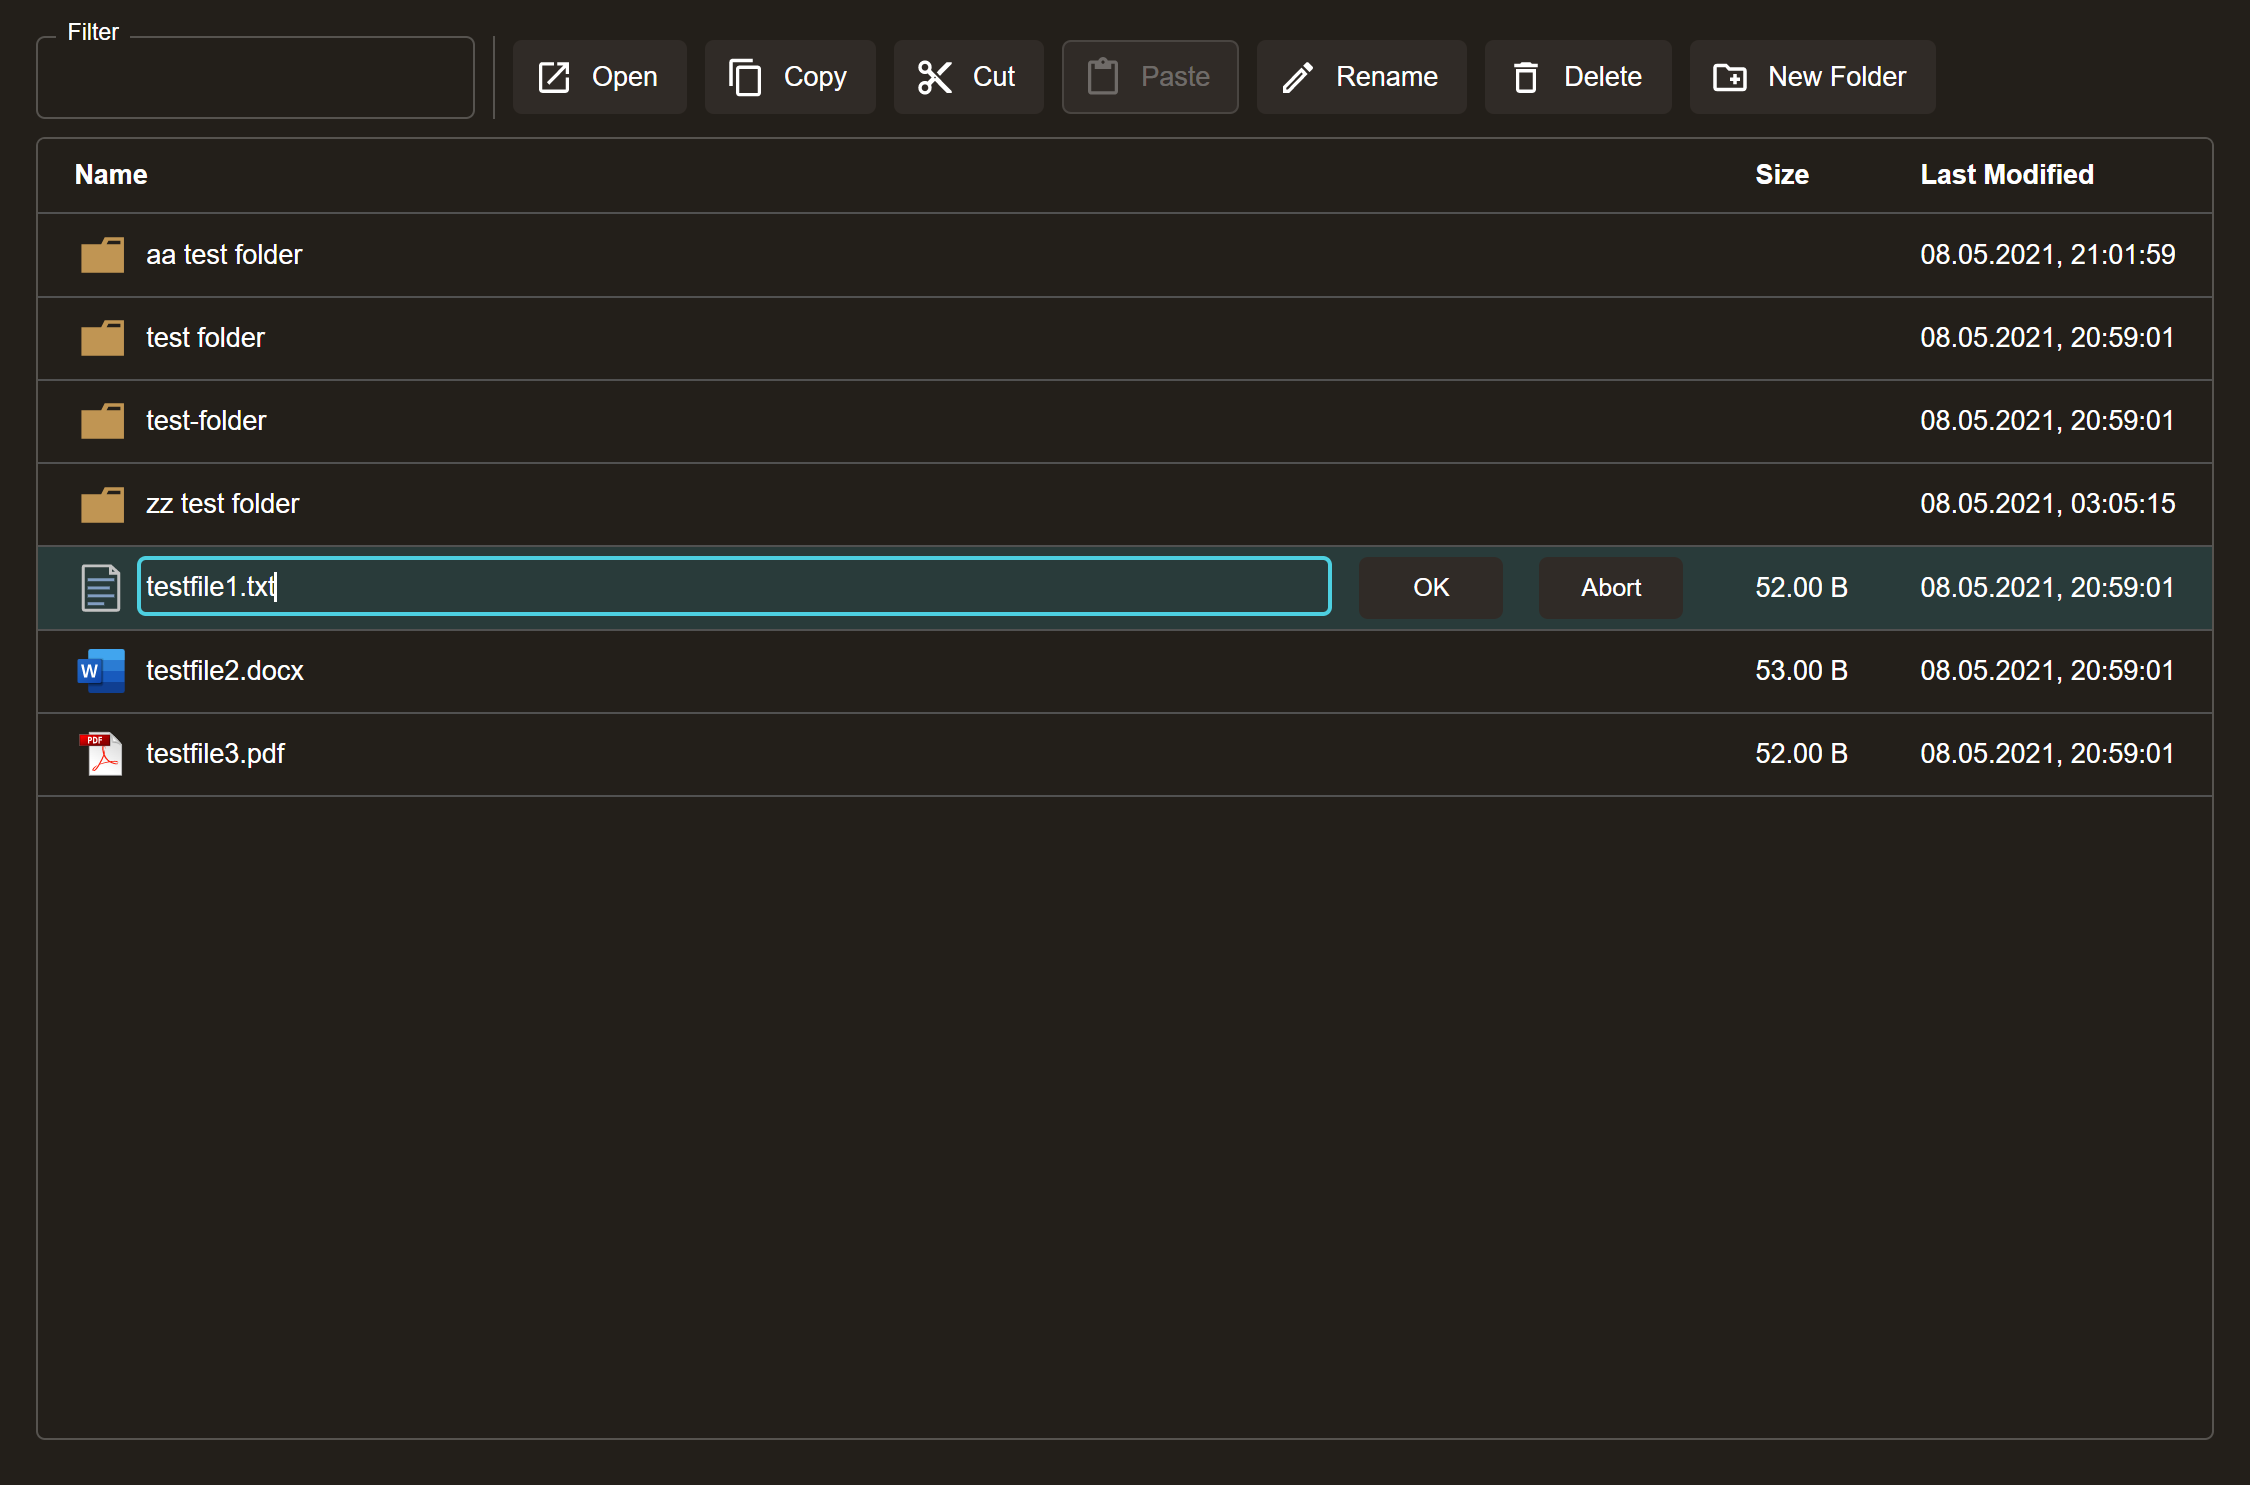 Filter
Open Copy Cut Paste Rename Delete New Folder
Name Size Last Modified
aa test folder 08.05.2021, 21:01:59
test folder 08.05.2021, 20:59:01
test-folder 08.05.2021, 20:59:01
zz test folder 08.05.2021, 03:05:15
testfile1.txt OK Abort 52.00 B 08.05.2021, 20:59:01
W testfile2.docx 53.00 B 08.05.2021, 20:59:01
PDF testfile3.pdf 52.00 B 08.05.2021, 20:59:01